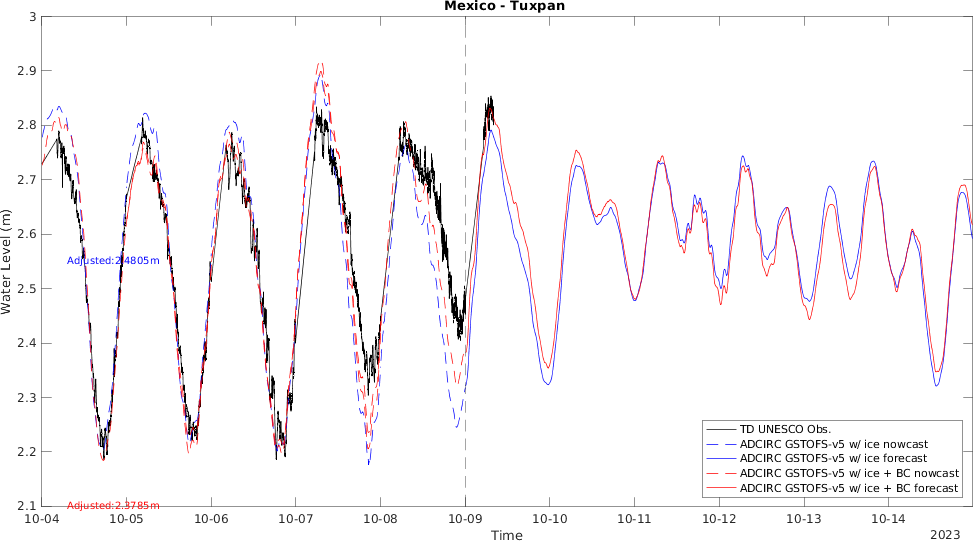 Mexico - Tuxpan
3
2.9
2.8
2.7
2.6
2.5
2.4
2.3
2.2
2.1
Water Level (m)
Adjusted:2.4805m
Adjusted:2.3785m
TD UNESCO Obs.
ADCIRC GSTOFS-v5 w/ ice nowcast
ADCIRC GSTOFS-v5 w/ ice forecast
ADCIRC GSTOFS-v5 w/ ice + BC nowcast
ADCIRC GSTOFS-v5 w/ ice + BC forecast
10-04 10-05 10-06 10-07 10-08 10-09 10-10 10-11 10-12 10-13 10-14
Time
2023